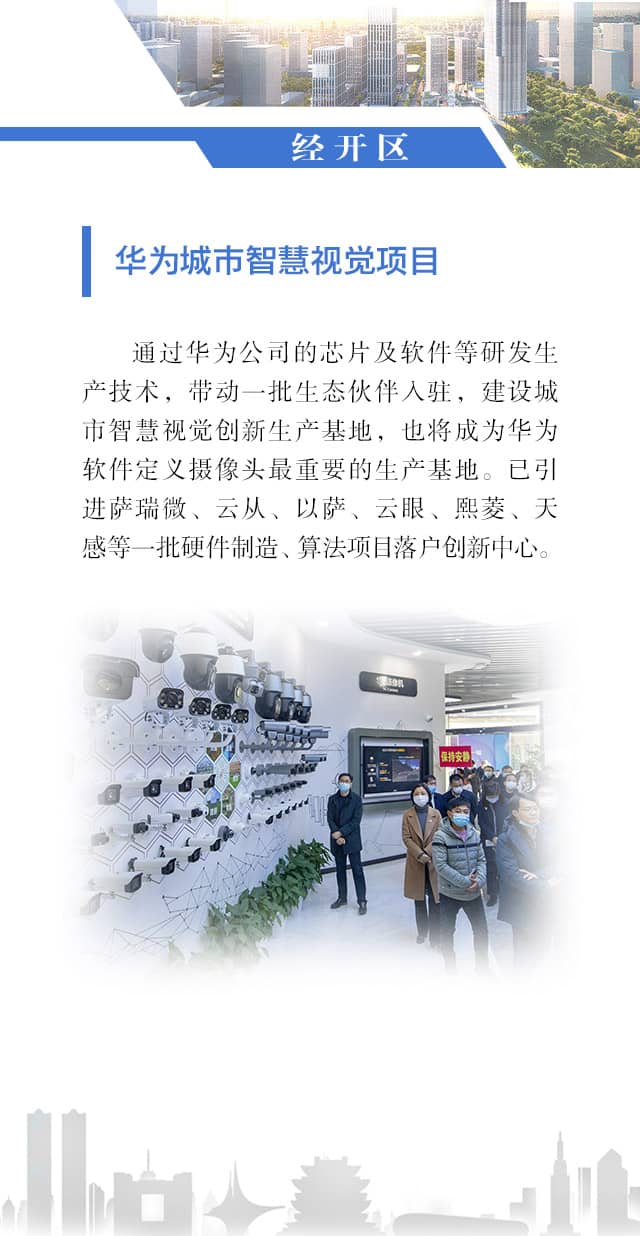 经开区
华为城市智慧视觉项目
通过华为公司的芯片及软件等研发生
产技术，带动一批生态伙伴入驻，建设城
市智慧视觉创新生产基地，也将成为华为
软件定义摄像头最重要的生产基地。已引
进萨瑞微、云从、以萨、云眼、熙菱、天
感等一批硬件制造、算法项目落户创新中心。
保持安静